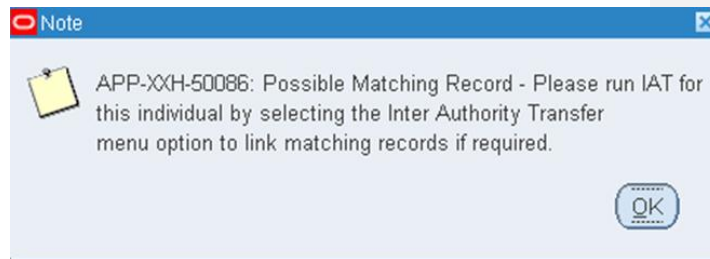 Note
APP-XXH-50086: Possible Matching Record - Please run IAT for
this individual by selecting the Inter Authority Transfer
menu option to link matching records if required.
OK